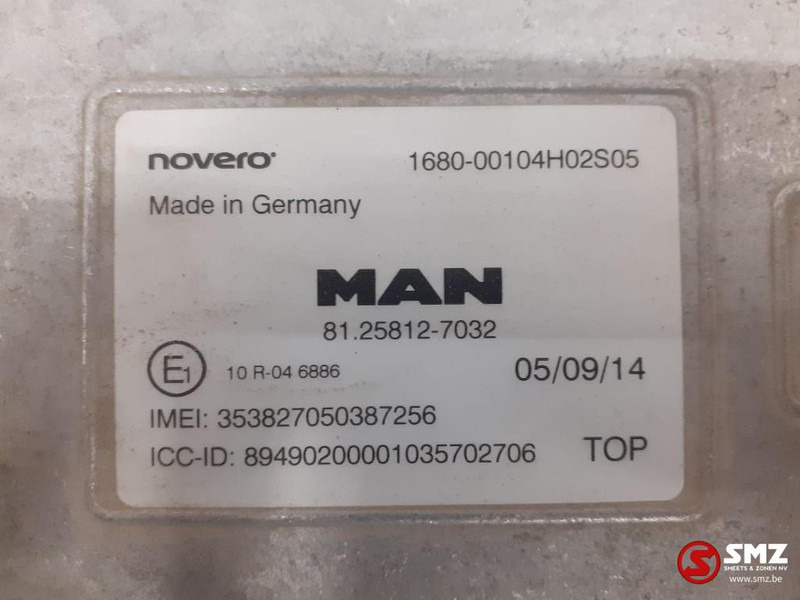 novero 1680-00104H02S05
Made in Germany
MAN
81.25812-7032
E1 10 R-04 6886 05/09/14
IMEI: 353827050387256
ICC-ID: 89490200001035702706 TOP
SMZ
SMEETS & ZONEN NV
www.smz.be